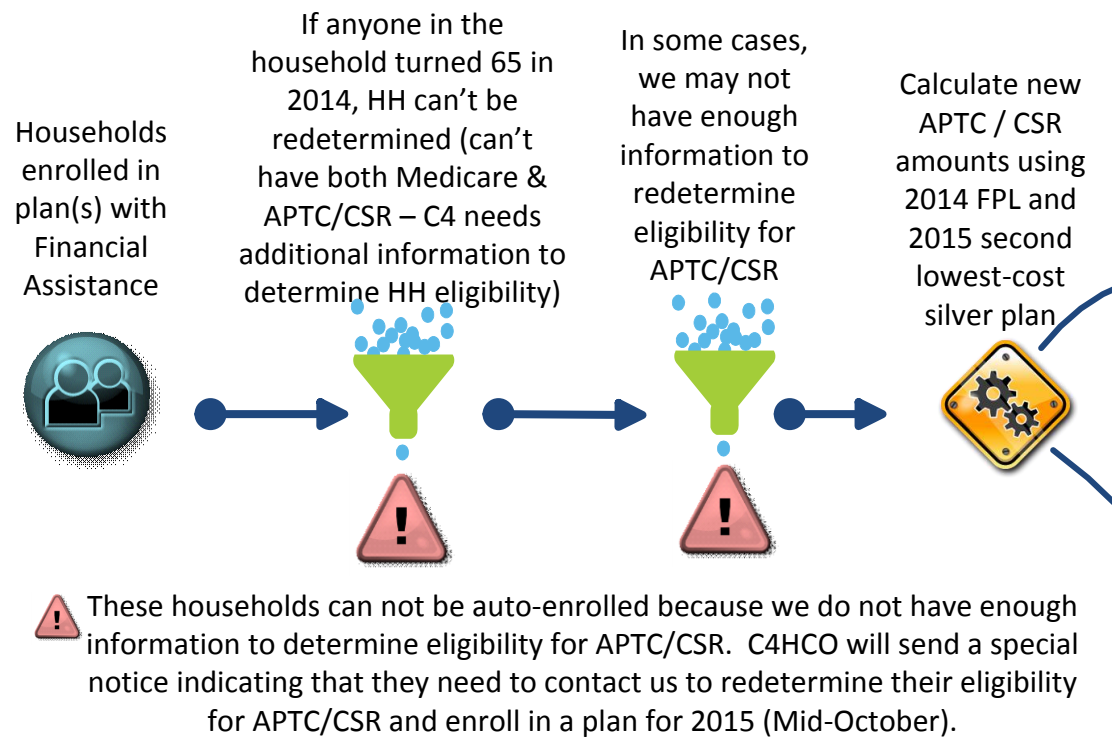 Households
enrolled in
plan(s) with
Financial
Assistance
If anyone in the
household turned 65 in
2014, HH can’t be
redetermined (can’t
have both Medicare &
APTC/CSR – C4 needs
additional information to
determine HH eligibility)
In some cases,
we may not
have enough
information to
redetermine
eligibility for
APTC/CSR
Calculate new
APTC / CSR
amounts using
2014 FPL and
2015 second
lowest-cost
silver plan
!
!
! These households can not be auto-enrolled because we do not have enough
information to determine eligibility for APTC/CSR.  C4HCO will send a special
notice indicating that they need to contact us to redetermine their eligibility
for APTC/CSR and enroll in a plan for 2015 (Mid-October).